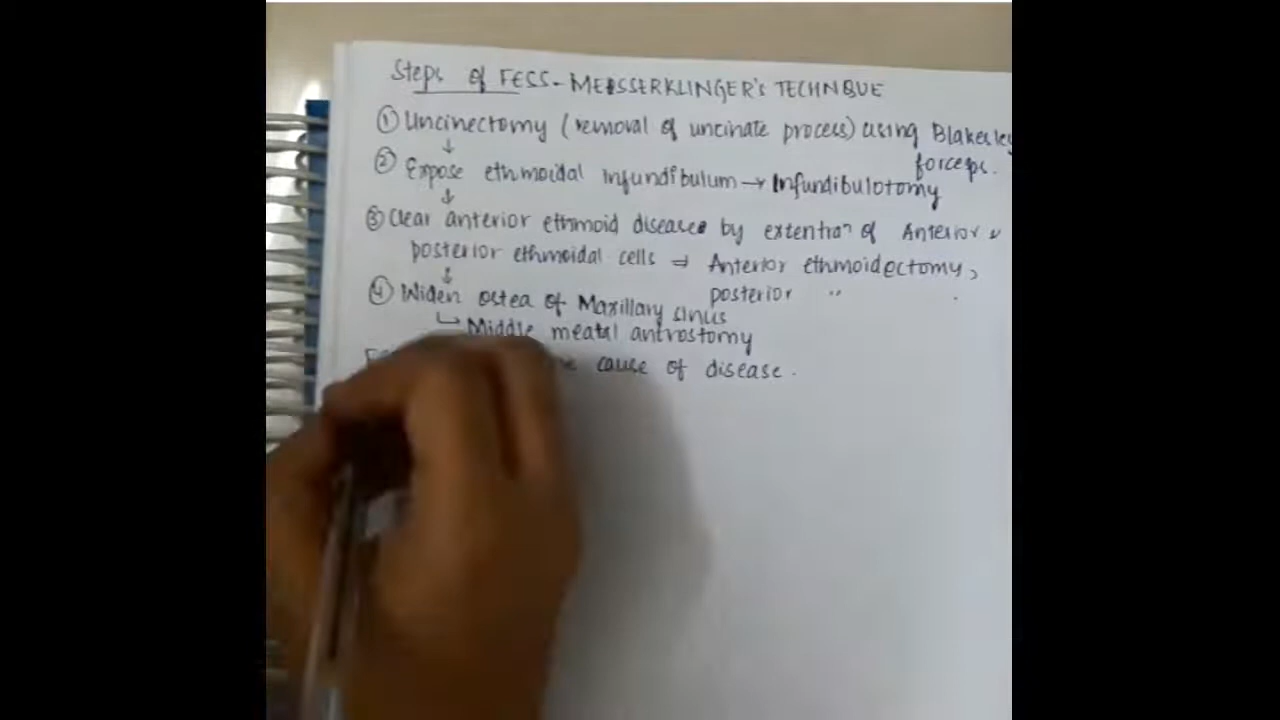 Steps of FESS - MESSERKLINGER'S TECHNBUE
① Uncinectomy (removal of uncinate process) using Blakesley
forceps.
↓
② Expose ethmoidal infundibulum → Infundibulotomy
↓
③ Clear anterior ethmoid disease by extention of Anterior &
posterior ethmoidal cells → Anterior ethmoidectomy,
posterior "
↓
④ Widen ostea of Maxillary sinus
↳ Middle meatal antrostomy
cause of disease.